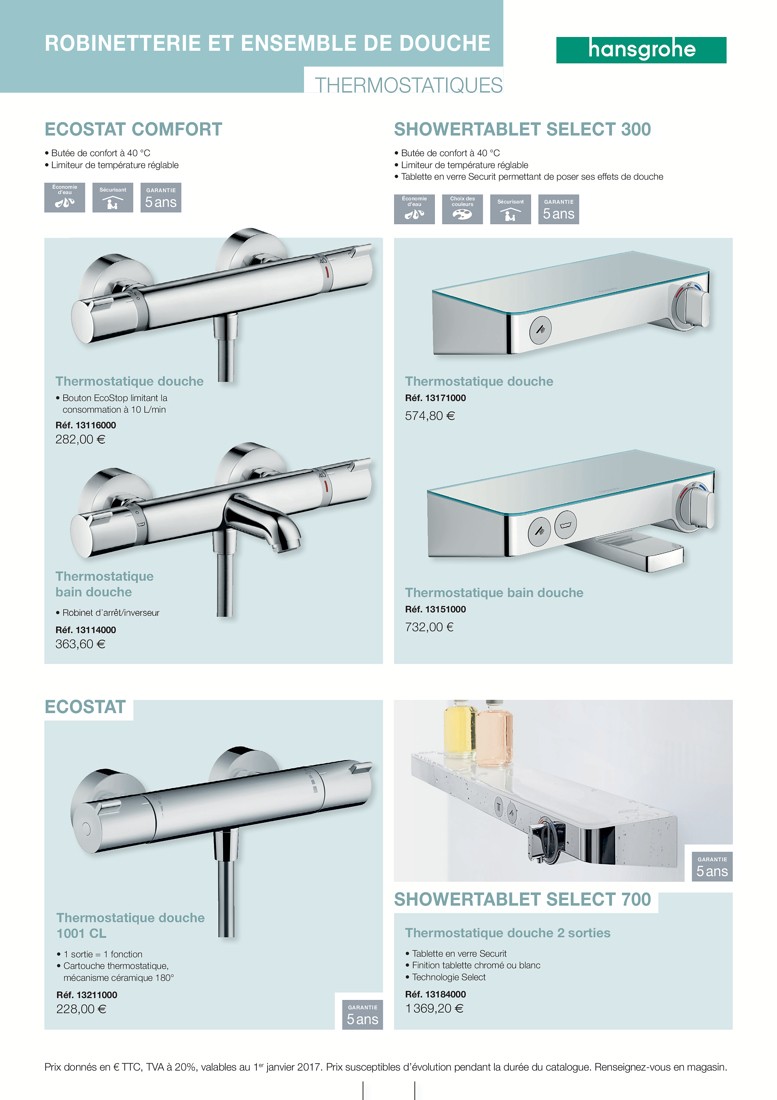 ROBINETTERIE ET ENSEMBLE DE DOUCHE
hansgrohe
THERMOSTATIQUES
ECOSTAT COMFORT
• Butée de confort à 40 °C
• Limiteur de température réglable
Économie
d'eau
Sécurisant
GARANTIE
5 ans
Thermostatique douche
• Bouton EcoStop limitant la
consommation à 10 L/min
Réf. 13116000
282,00 €
Thermostatique
bain douche
• Robinet d'arrêt/inverseur
Réf. 13114000
363,60 €
SHOWERTABLET SELECT 300
• Butée de confort à 40 °C
• Limiteur de température réglable
• Tablette en verre Securit permettant de poser ses effets de douche
Économie
d'eau
Choix des
couleurs
Sécurisant
GARANTIE
5 ans
Thermostatique douche
Réf. 13171000
574,80 €
Thermostatique bain douche
Réf. 13151000
732,00 €
ECOSTAT
Thermostatique douche
1001 CL
• 1 sortie = 1 fonction
• Cartouche thermostatique,
mécanisme céramique 180°
Réf. 13211000
228,00 €
GARANTIE
5 ans
GARANTIE
5 ans
SHOWERTABLET SELECT 700
Thermostatique douche 2 sorties
• Tablette en verre Securit
• Finition tablette chromé ou blanc
• Technologie Select
Réf. 13184000
1 369,20 €
Prix donnés en € TTC, TVA à 20%, valables au 1er janvier 2017. Prix susceptibles d'évolution pendant la durée du catalogue. Renseignez-vous en magasin.